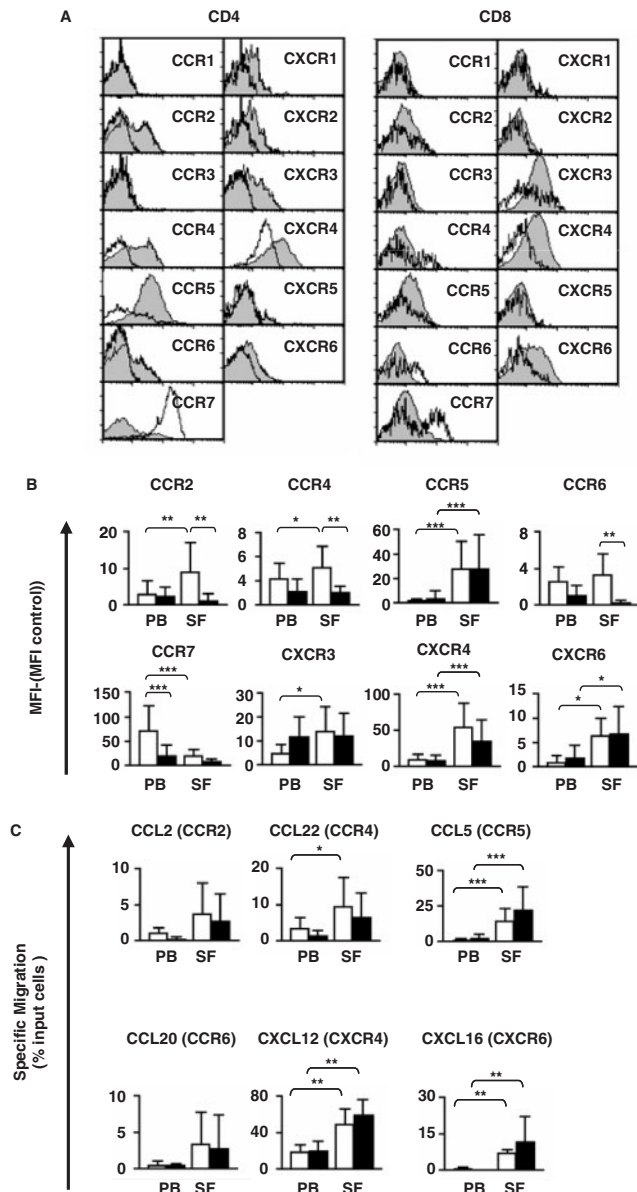 A
CD4 CD8
CCR1 CXCR1 CCR1 CXCR1
CCR2 CXCR2 CCR2 CXCR2
CCR3 CXCR3 CCR3 CXCR3
CCR4 CXCR4 CCR4 CXCR4
CCR5 CXCR5 CCR5 CXCR5
CCR6 CXCR6 CCR6 CXCR6
CCR7 CCR7
B
MFI-(MFI control))
CCR2 CCR4 CCR5 CCR6
** ** * ** *** *** **
20 8 60 8
10 4 40 4
0 0 20 0
0
PB SF PB SF PB SF PB SF
CCR7 CXCR3 CXCR4 CXCR6
*** *** * *** *** * *
150 30 100 15
100 20 50 10
50 10 0 5
0 0 0
PB SF PB SF PB SF PB SF
C
Specific Migration
(% input cells)
CCL2 (CCR2) CCL22 (CCR4) CCL5 (CCR5)
* *** ***
10 20 50
5 10 25
0 0 0
PB SF PB SF PB SF
CCL20 (CCR6) CXCL12 (CXCR4) CXCL16 (CXCR6)
** ** ** **
10 80 30
5 40 15
0 0 0
PB SF PB SF PB SF